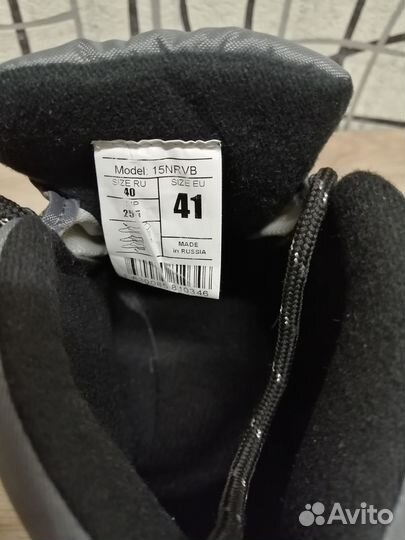 Model: 15NRVB
SIZE RU
40
SIZE EU
41
MADE
in RUSSIA
Avito